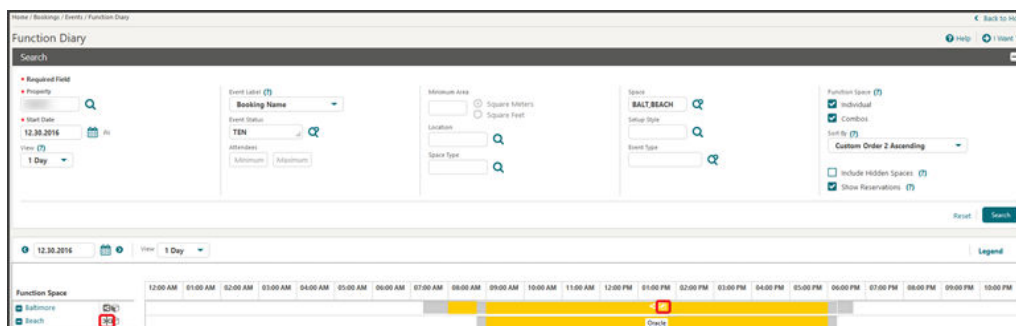 Home / Bookings / Events / Function Diary
Back to Ho
Function Diary
Help
I Want
Search
Required Field
Property
Event Label (?)
Minimum Area
Space
Function Space (?)
Booking Name
Square Meters
BALT,BEACH
Individual
Square Feet
Start Date
Event Status
Setup Style
Combos
12.30.2016
Fri
TEN
Location
Sort By (?)
View (?)
Attendees
Event Type
Custom Order 2 Ascending
1 Day
Minimum
Maximum
Space Type
Include Hidden Spaces (?)
Show Reservations (?)
Reset
Search
12.30.2016
View
1 Day
Legend
Function Space
12:00 AM 01:00 AM 02:00 AM 03:00 AM 04:00 AM 05:00 AM 06:00 AM 07:00 AM 08:00 AM 09:00 AM 10:00 AM 11:00 AM 12:00 PM 01:00 PM 02:00 PM 03:00 PM 04:00 PM 05:00 PM 06:00 PM 07:00 PM 08:00 PM 09:00 PM 10:00 PM
Baltimore
Beach
Oracle